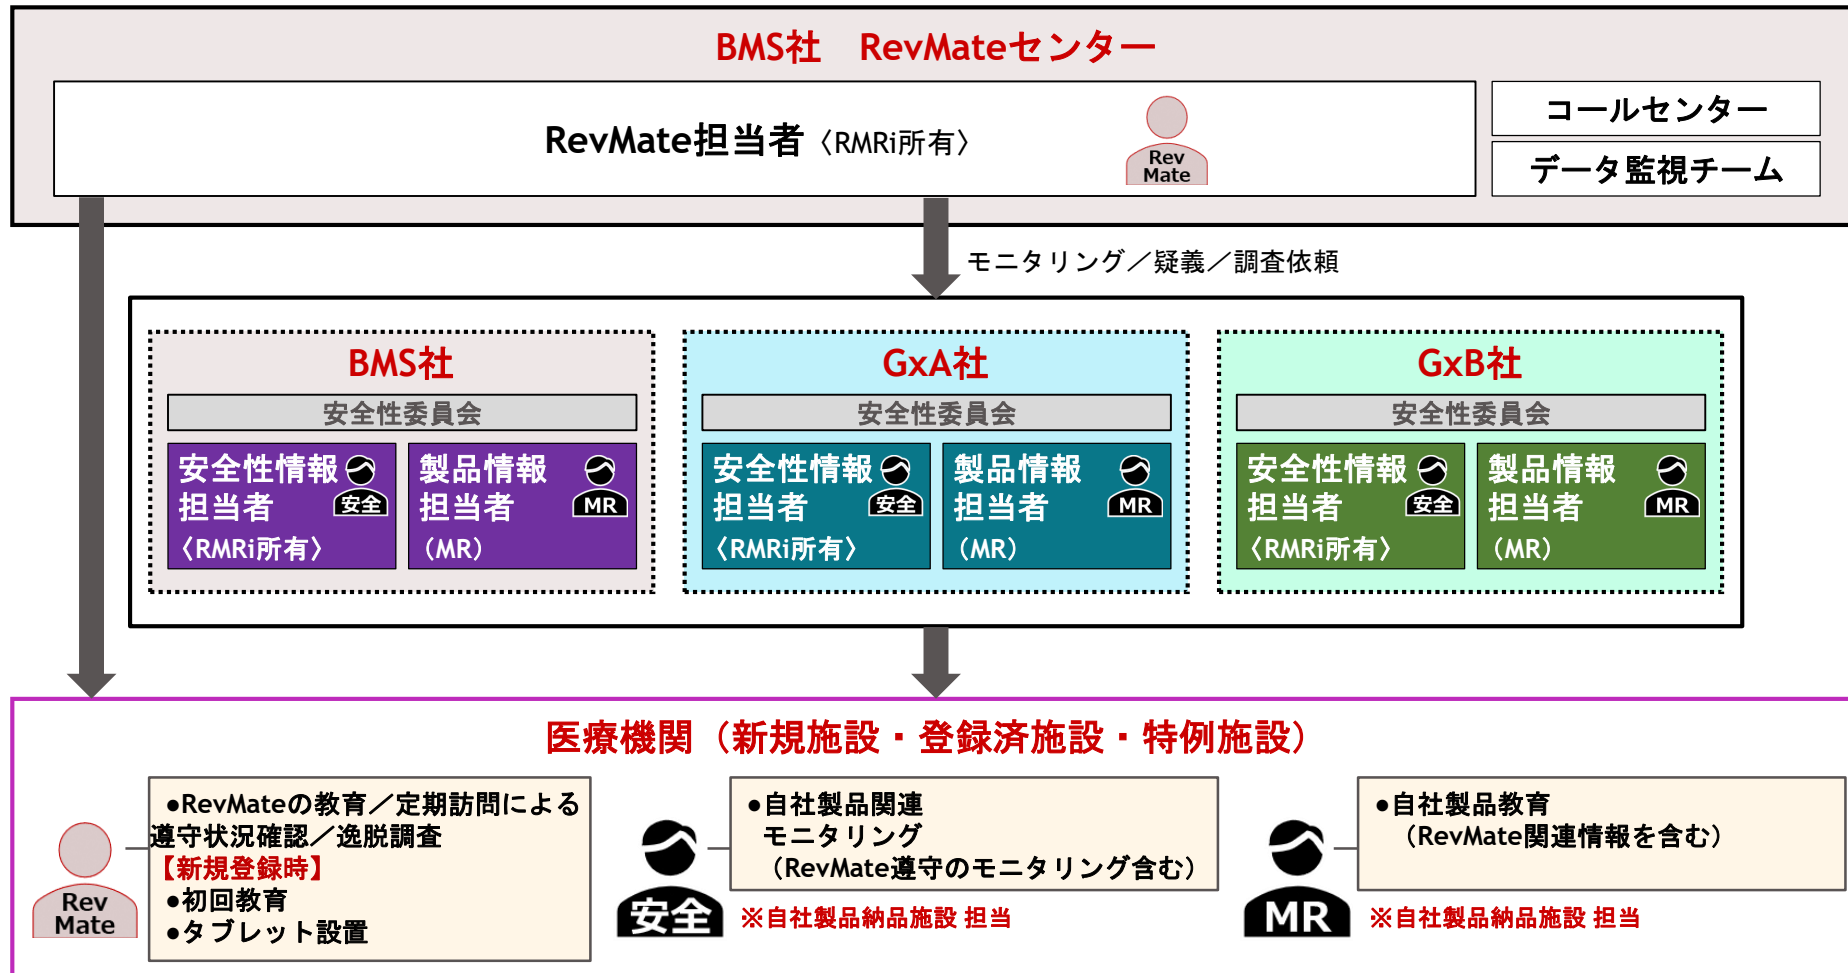 BMS社　RevMateセンター
RevMate担当者〈RMRi所有〉
Rev
Mate
コールセンター
データ監視チーム
モニタリング／疑義／調査依頼
BMS社
安全性委員会
安全性情報
担当者
〈RMRi所有〉
安全
製品情報
担当者
（MR）
MR
GxA社
安全性委員会
安全性情報
担当者
〈RMRi所有〉
安全
製品情報
担当者
（MR）
MR
GxB社
安全性委員会
安全性情報
担当者
〈RMRi所有〉
安全
製品情報
担当者
（MR）
MR
医療機関（新規施設・登録済施設・特例施設）
Rev
Mate
●RevMateの教育／定期訪問による
遵守状況確認／逸脱調査
【新規登録時】
●初回教育
●タブレット設置
安全
●自社製品関連
モニタリング
（RevMate遵守のモニタリング含む）
※自社製品納品施設 担当
MR
●自社製品教育
（RevMate関連情報を含む）
※自社製品納品施設 担当